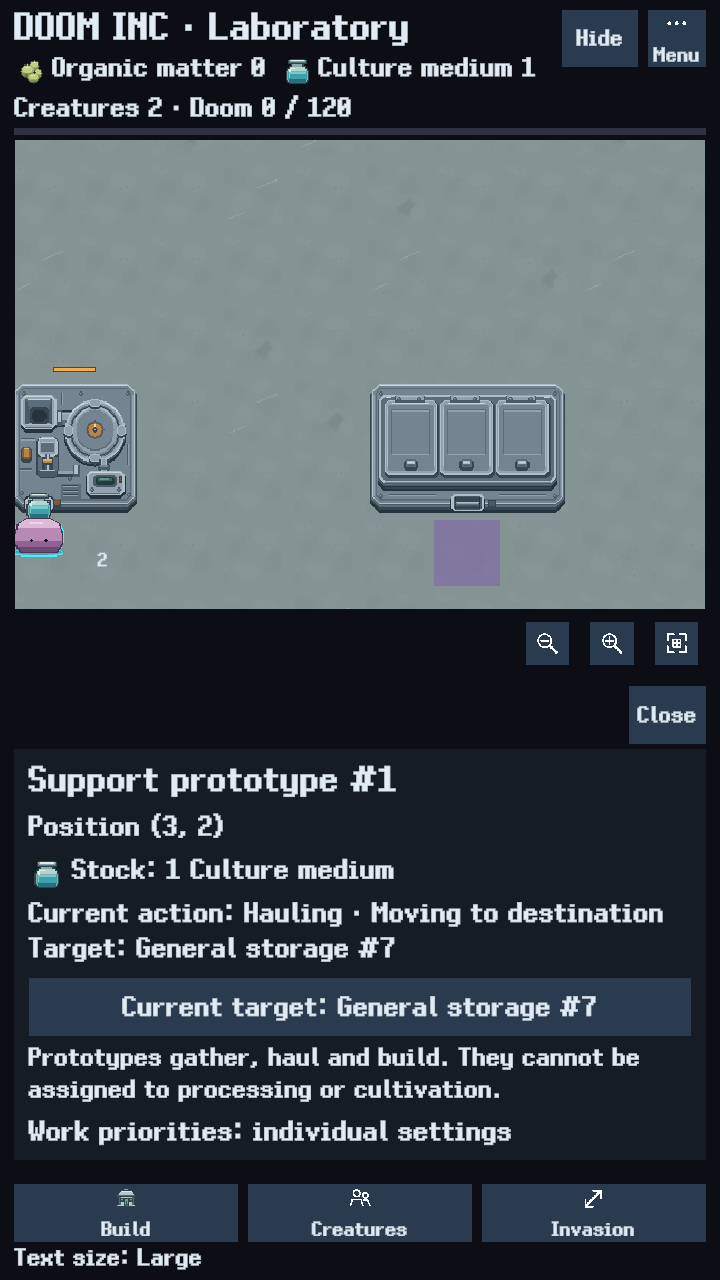 DOOM INC · Laboratory
Organic matter 0 Culture medium 1
Creatures 2 · Doom 0 / 120
Hide
Menu
2
Close
Support prototype #1
Position (3, 2)
Stock: 1 Culture medium
Current action: Hauling · Moving to destination
Target: General storage #7
Current target: General storage #7
Prototypes gather, haul and build. They cannot be
assigned to processing or cultivation.
Work priorities: individual settings
Build
Creatures
Invasion
Text size: Large